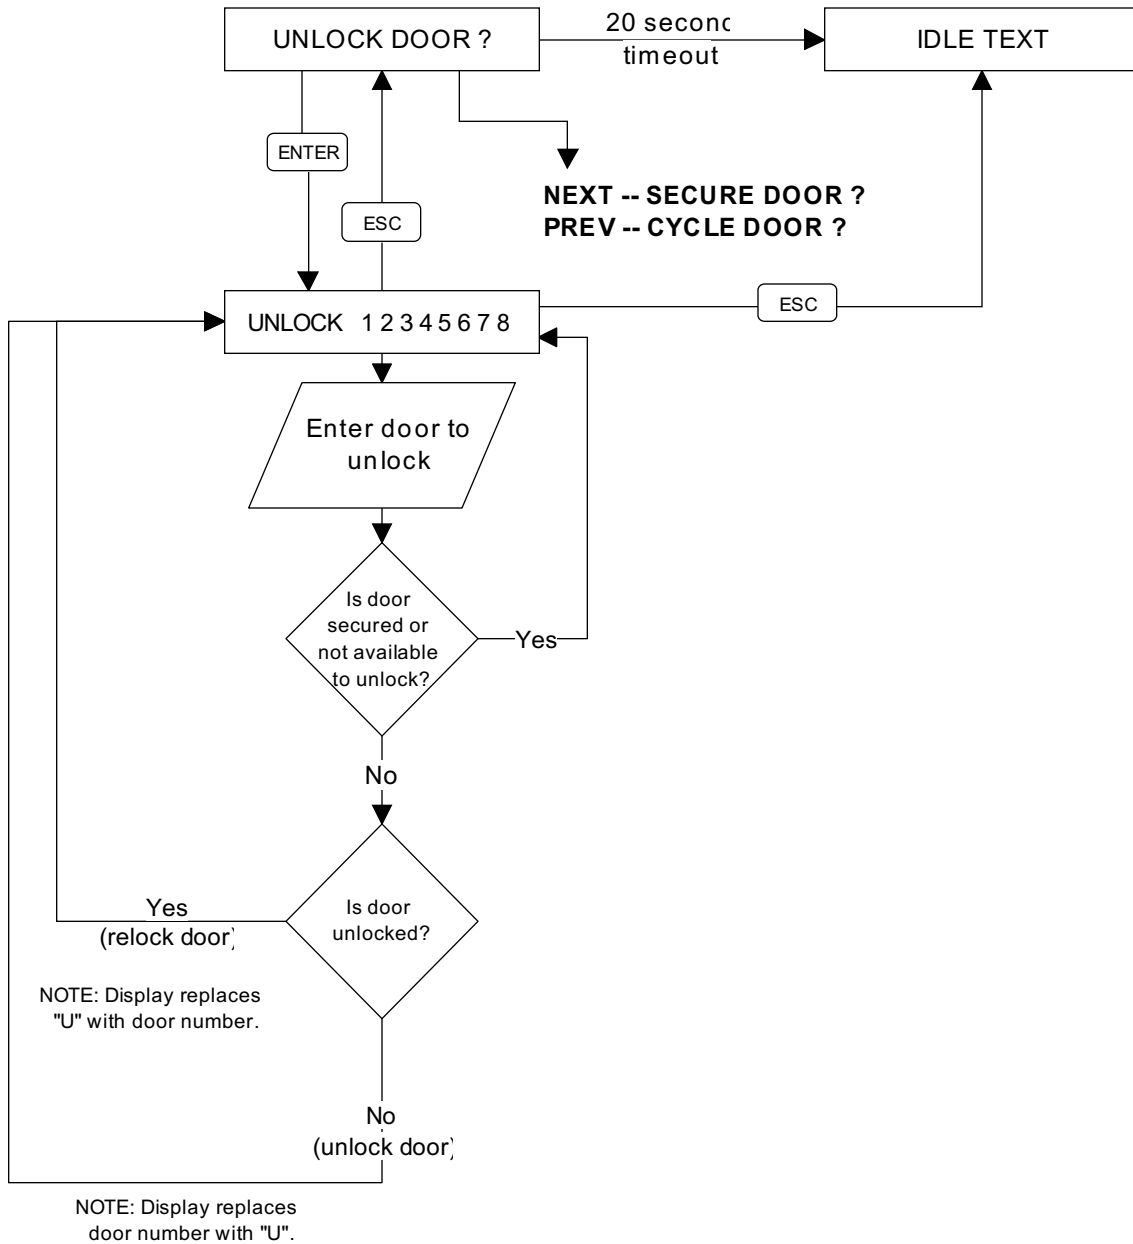 UNLOCK DOOR ?
20 second
timeout
IDLE TEXT
ENTER
ESC
NEXT -- SECURE DOOR ?
PREV -- CYCLE DOOR ?
ESC
UNLOCK 1 2 3 4 5 6 7 8
Enter door to
unlock
Is door
secured or
not available
to unlock?
Yes
No
Is door
unlocked?
Yes
(relock door)
NOTE: Display replaces
"U" with door number.
No
(unlock door)
NOTE: Display replaces
door number with "U".